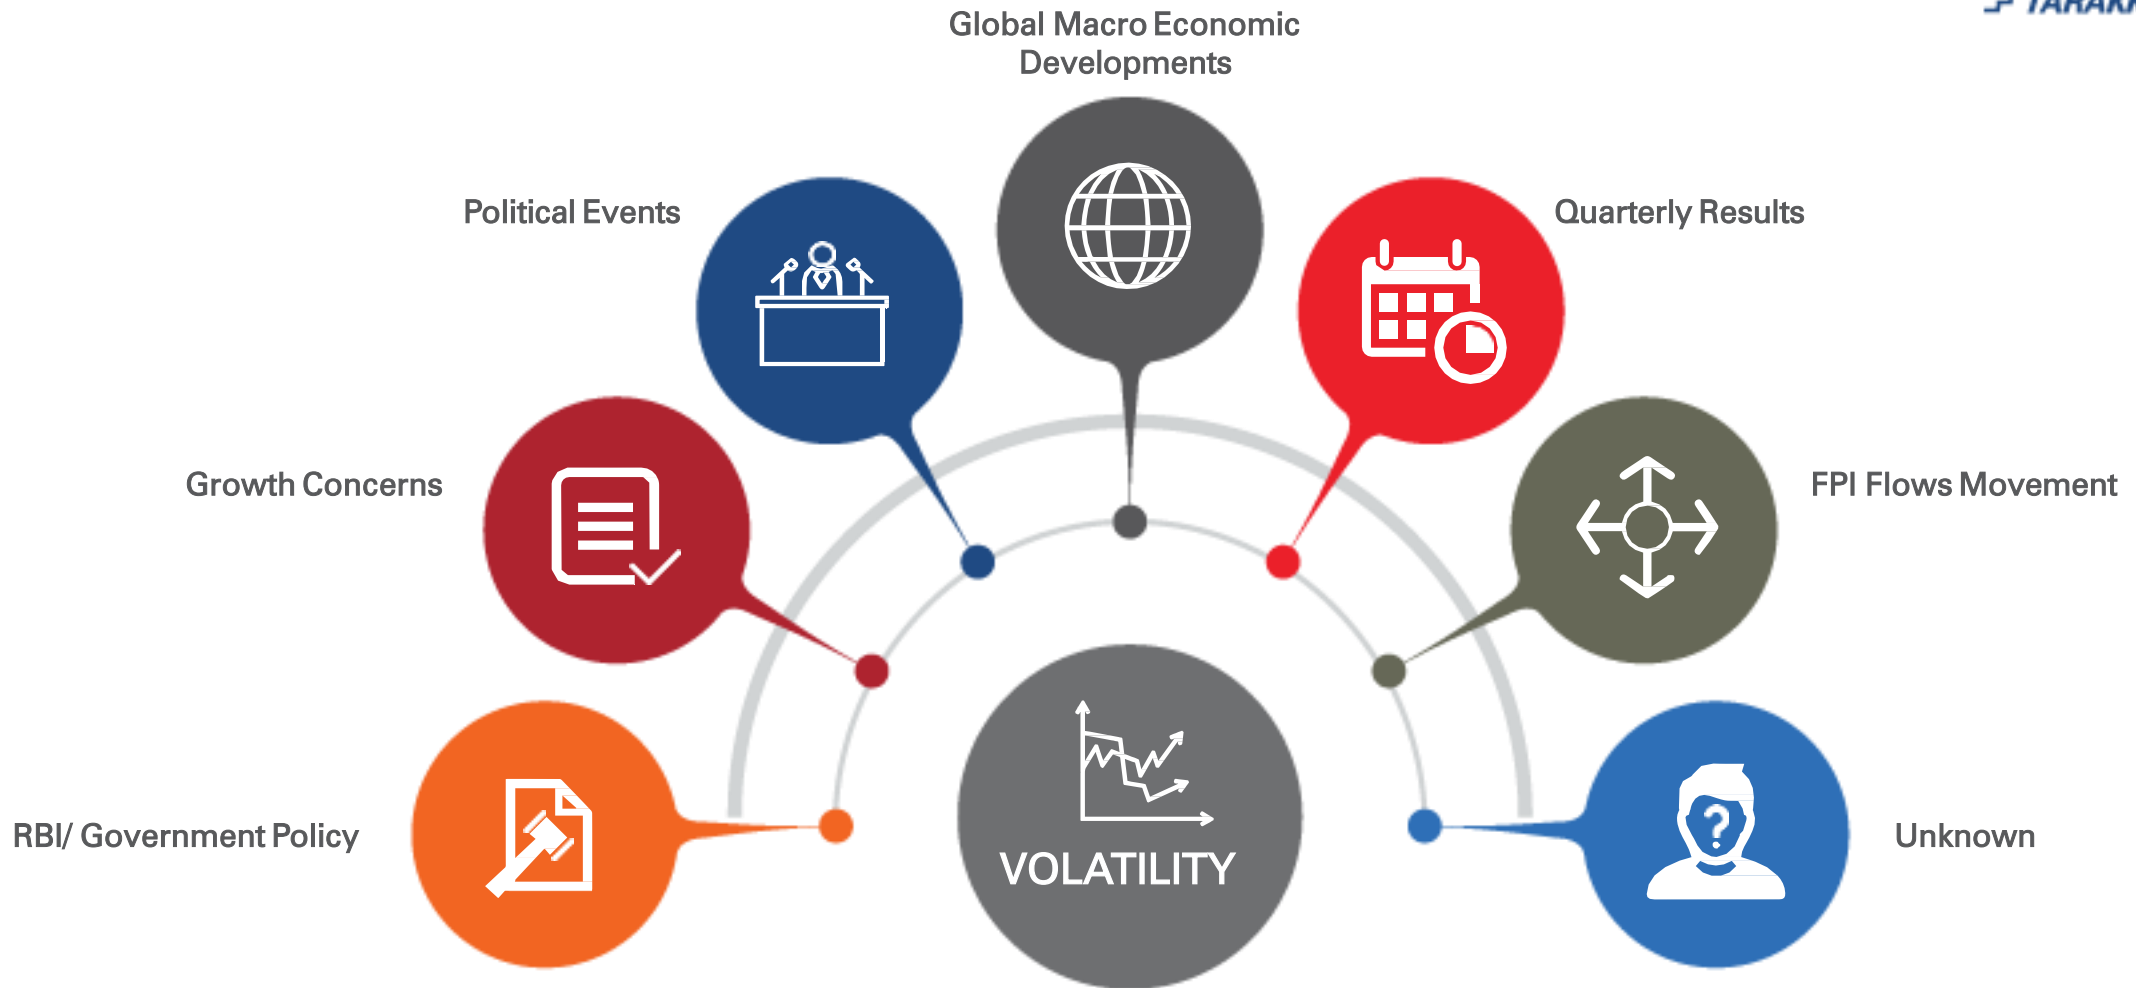 Global Macro Economic
Developments
Political Events
Quarterly Results
Growth Concerns
FPI Flows Movement
RBI/ Government Policy
VOLATILITY
Unknown
?